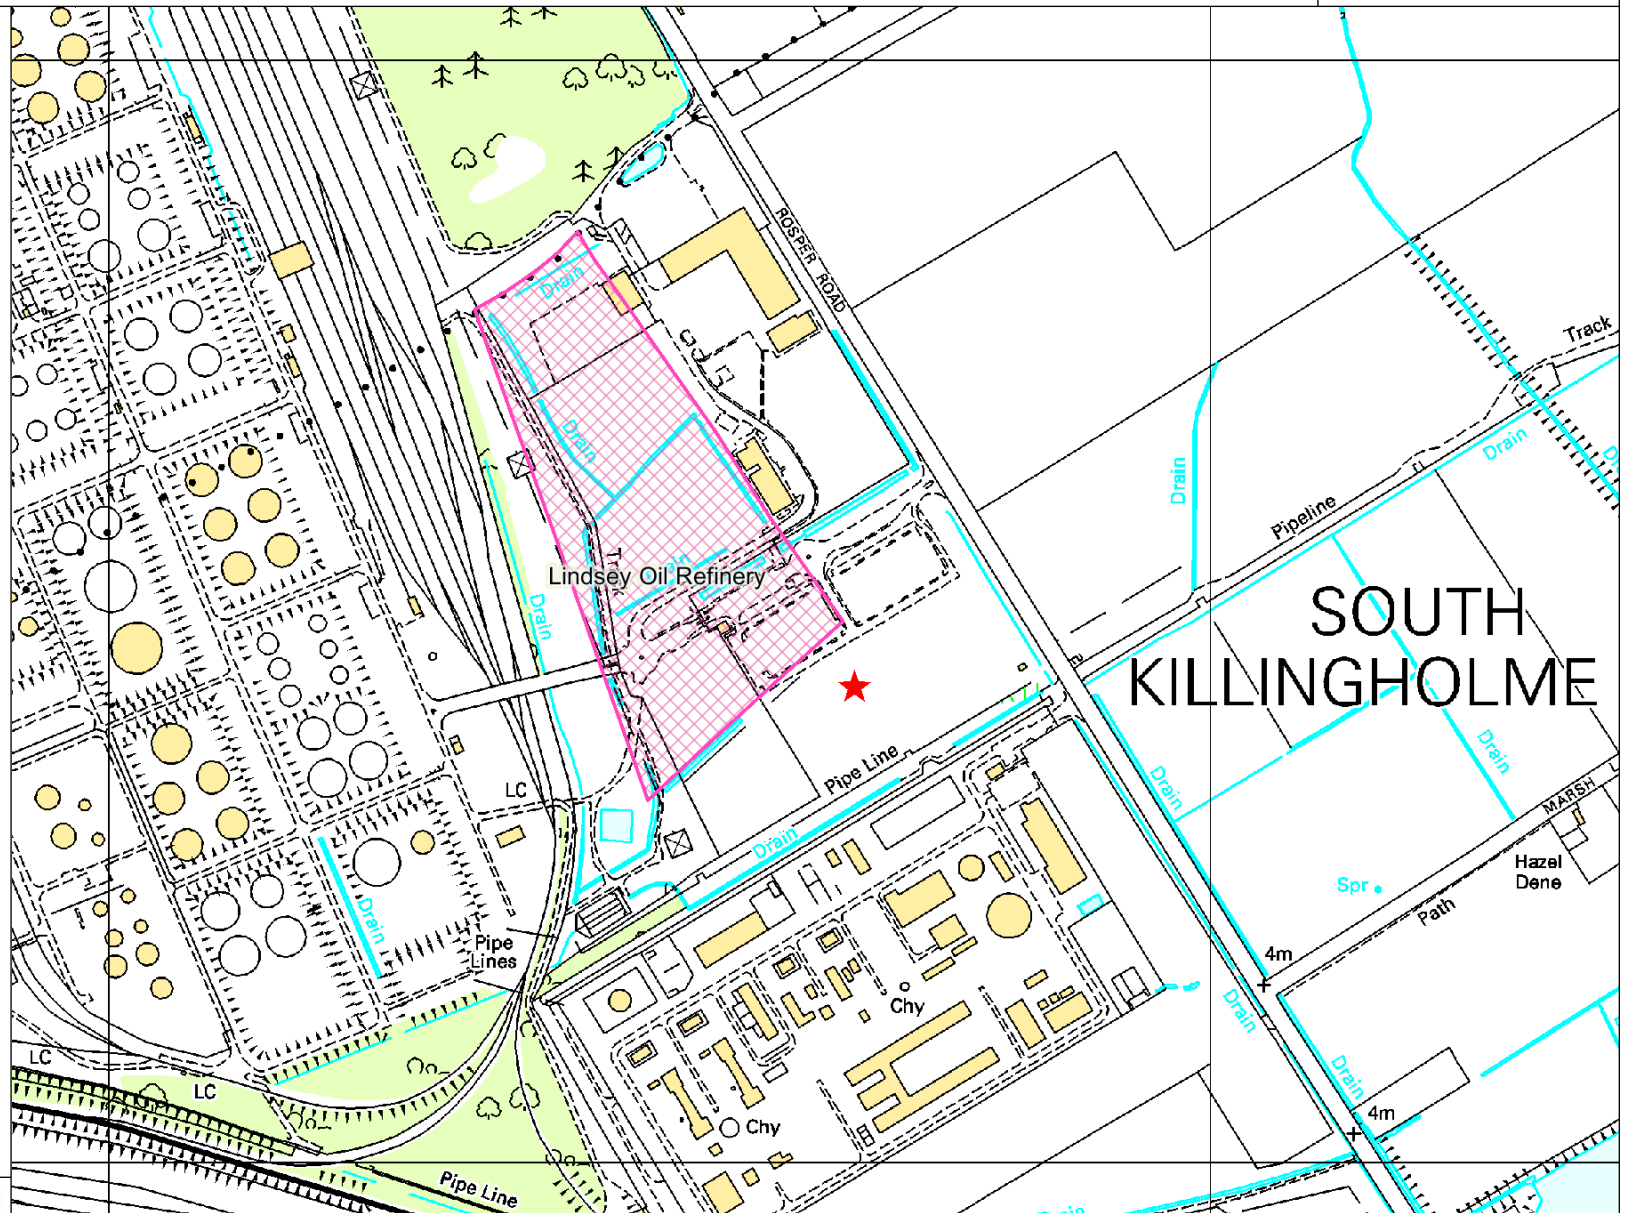 ROSPER ROAD
Drain
Track
Drain
Drain
Drain
Pipeline
Lindsey Oil Refinery
Drain
SOUTH
KILLINGHOLME
Drain
Pipe Line
Drain
LC
MARSH L
Drain
Hazel
Dene
Spr
Path
Drain
Pipe
Lines
4m
Chy
Drain
LC
LC
Drain
4m
Chy
Pipe Line
Drain